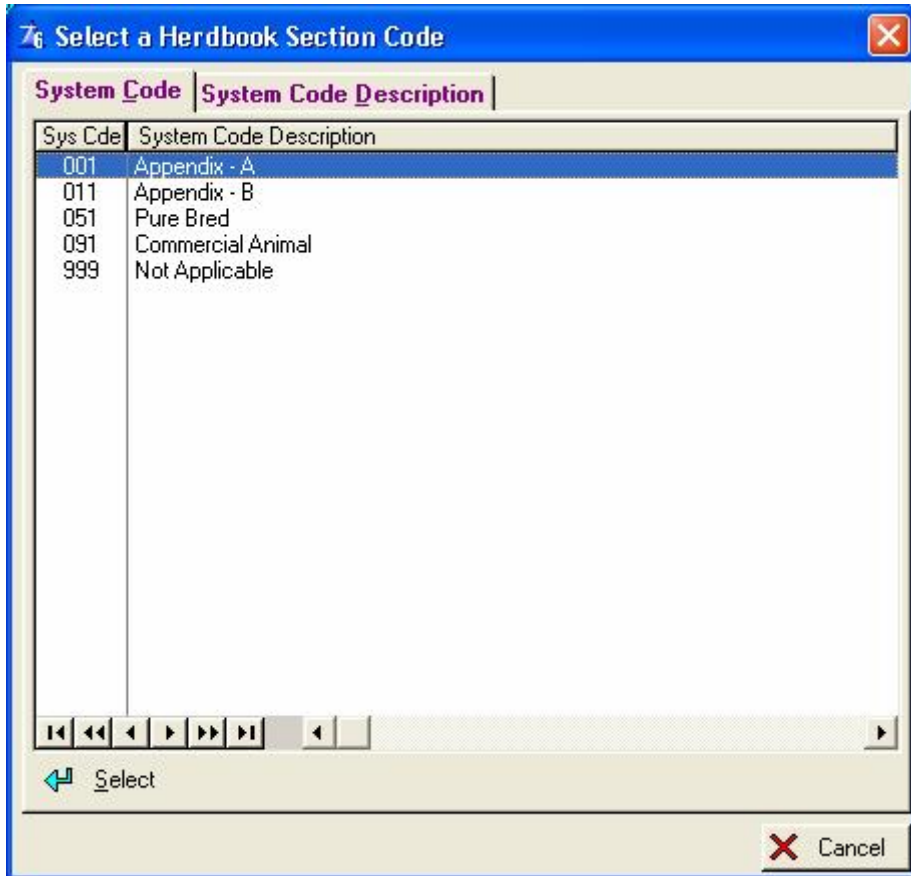 Select a Herdbook Section Code
System Code System Code Description
Sys Cde System Code Description
001 Appendix - A
011 Appendix - B
051 Pure Bred
091 Commercial Animal
999 Not Applicable
Select
Cancel